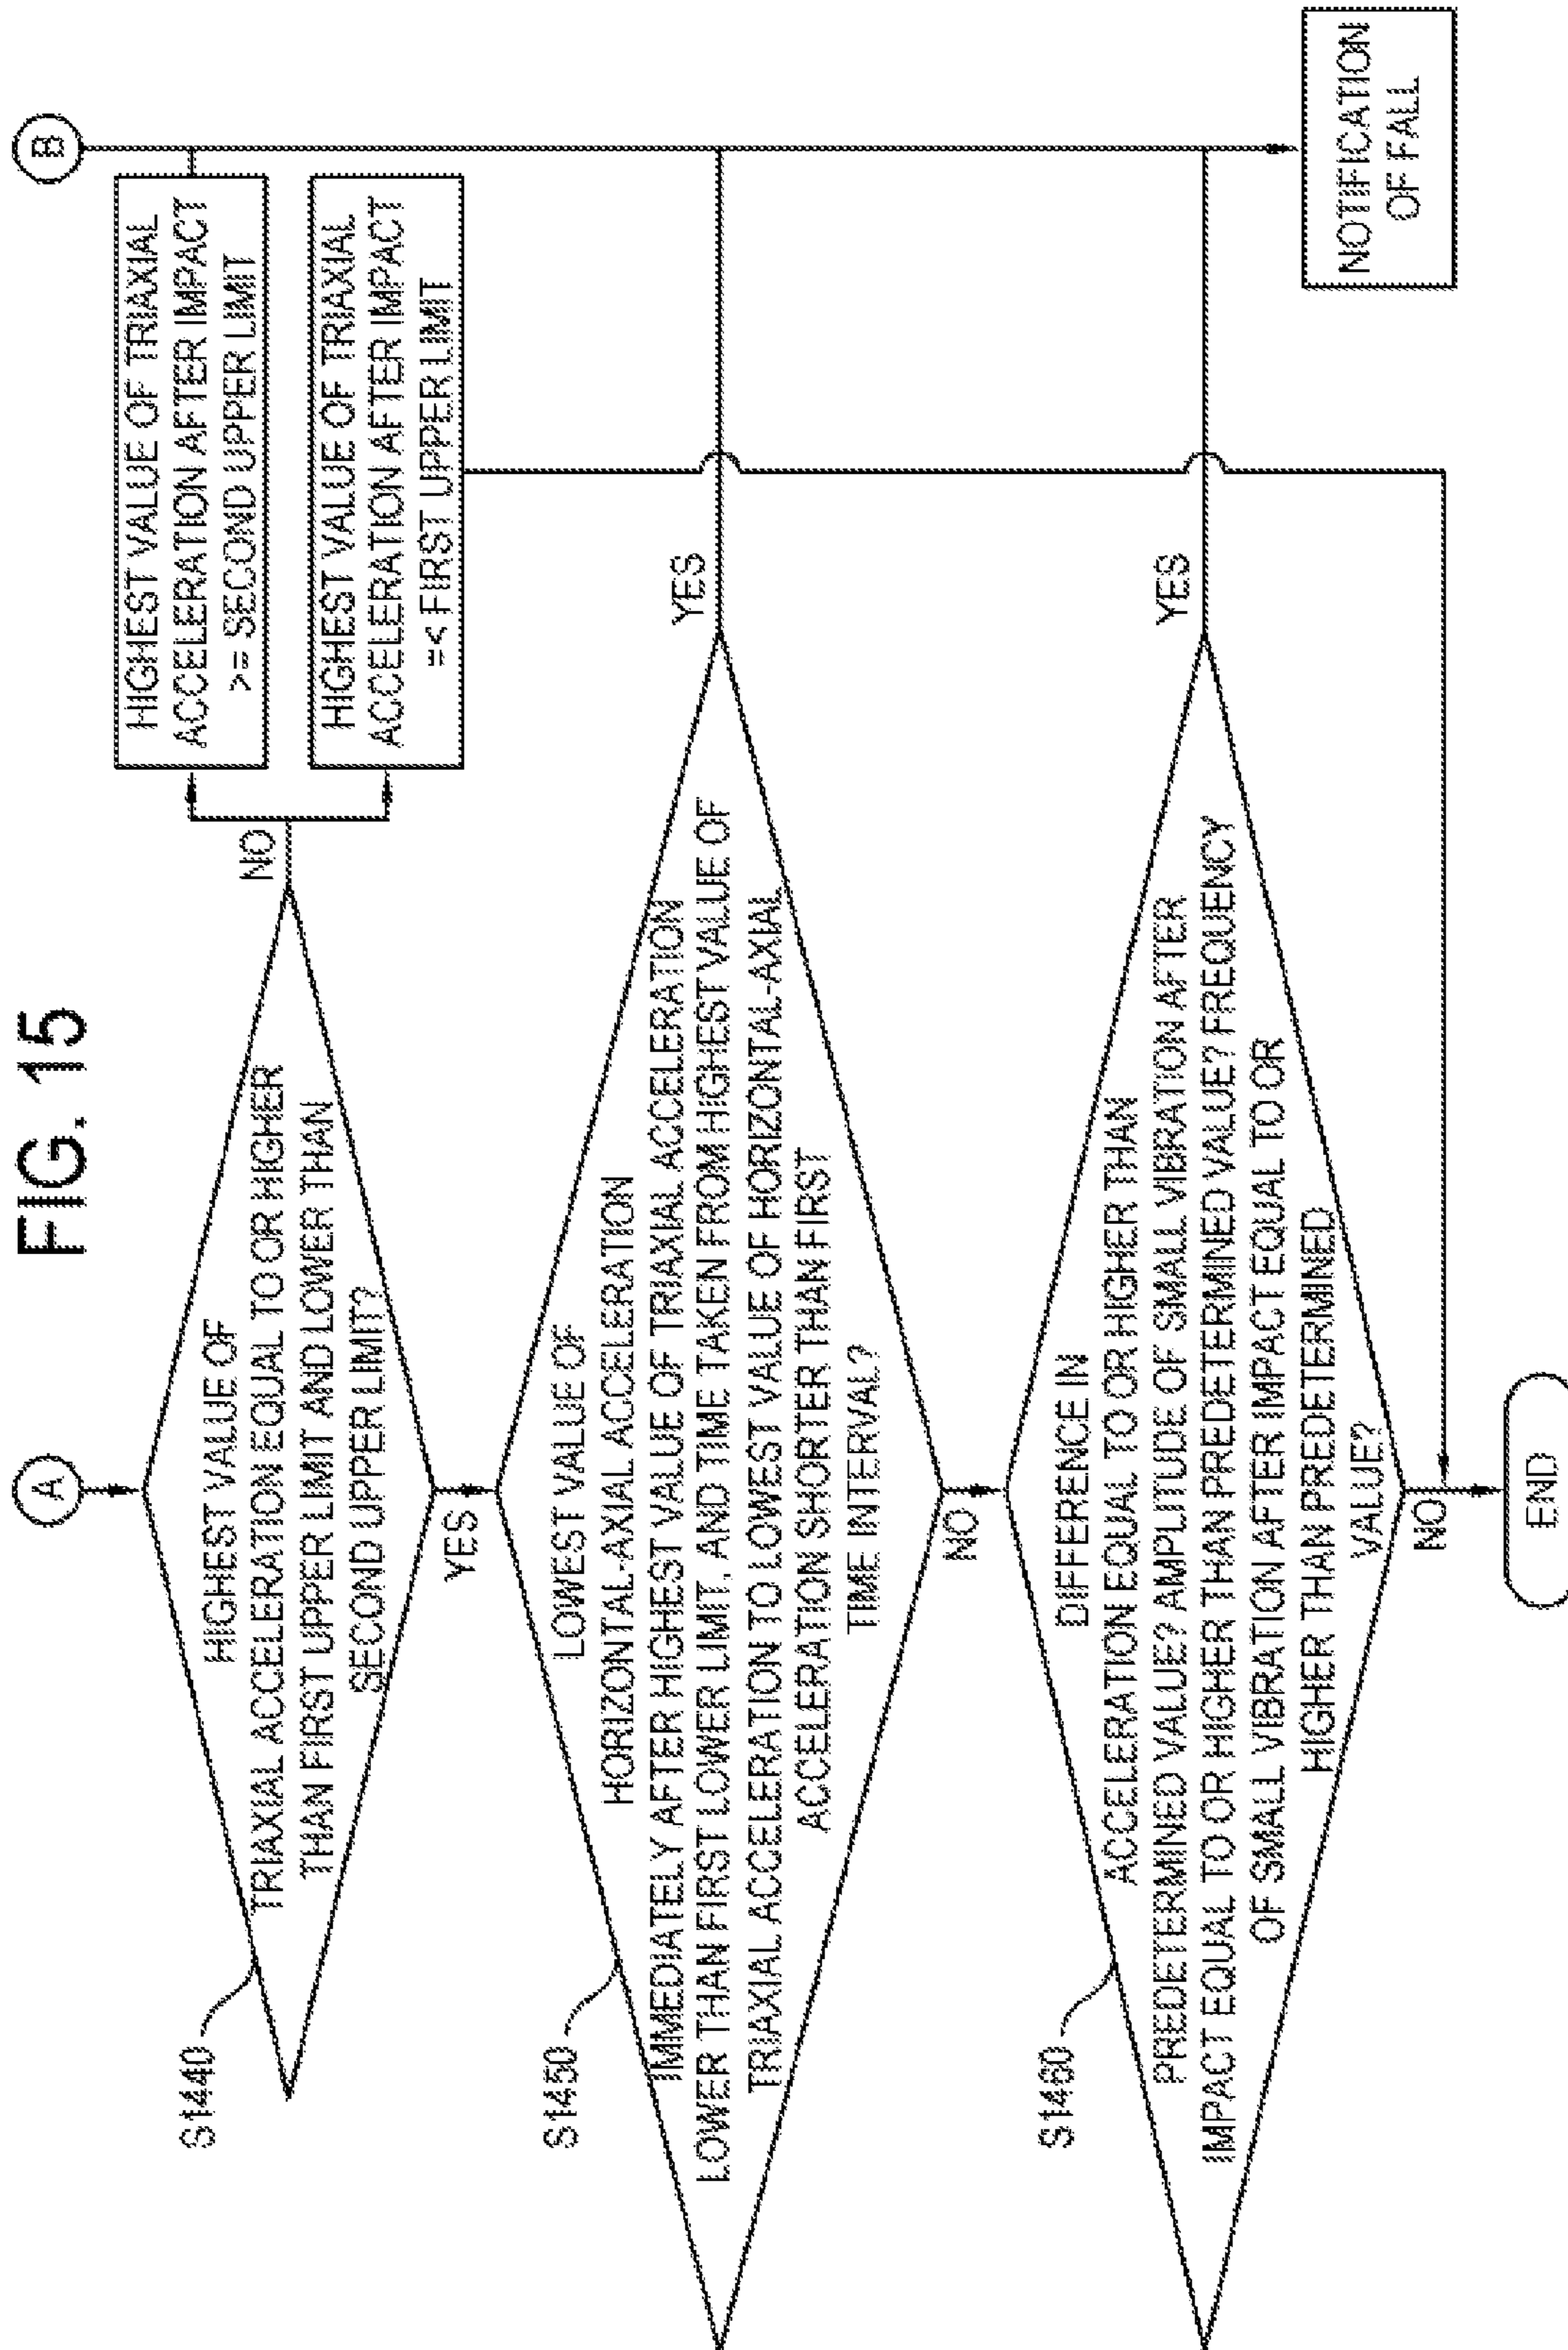 FIG. 15
A
B
S1440
HIGHEST VALUE OF
TRIAXIAL ACCELERATION EQUAL TO OR HIGHER
THAN FIRST UPPER LIMIT AND LOWER THAN
SECOND UPPER LIMIT?
NO
HIGHEST VALUE OF TRIAXIAL
ACCELERATION AFTER IMPACT
>= SECOND UPPER LIMIT
HIGHEST VALUE OF TRIAXIAL
ACCELERATION AFTER IMPACT
=< FIRST UPPER LIMIT
YES
S1450
LOWEST VALUE OF
HORIZONTAL-AXIAL ACCELERATION
IMMEDIATELY AFTER HIGHEST VALUE OF TRIAXIAL ACCELERATION
LOWER THAN FIRST LOWER LIMIT, AND TIME TAKEN FROM HIGHEST VALUE OF
TRIAXIAL ACCELERATION TO LOWEST VALUE OF HORIZONTAL-AXIAL
ACCELERATION SHORTER THAN FIRST
TIME INTERVAL?
YES
NO
S1460
DIFFERENCE IN
ACCELERATION EQUAL TO OR HIGHER THAN
PREDETERMINED VALUE? AMPLITUDE OF SMALL VIBRATION AFTER
IMPACT EQUAL TO OR HIGHER THAN PREDETERMINED VALUE? FREQUENCY
OF SMALL VIBRATION AFTER IMPACT EQUAL TO OR
HIGHER THAN PREDETERMINED
VALUE?
YES
NO
NOTIFICATION
OF FALL
END